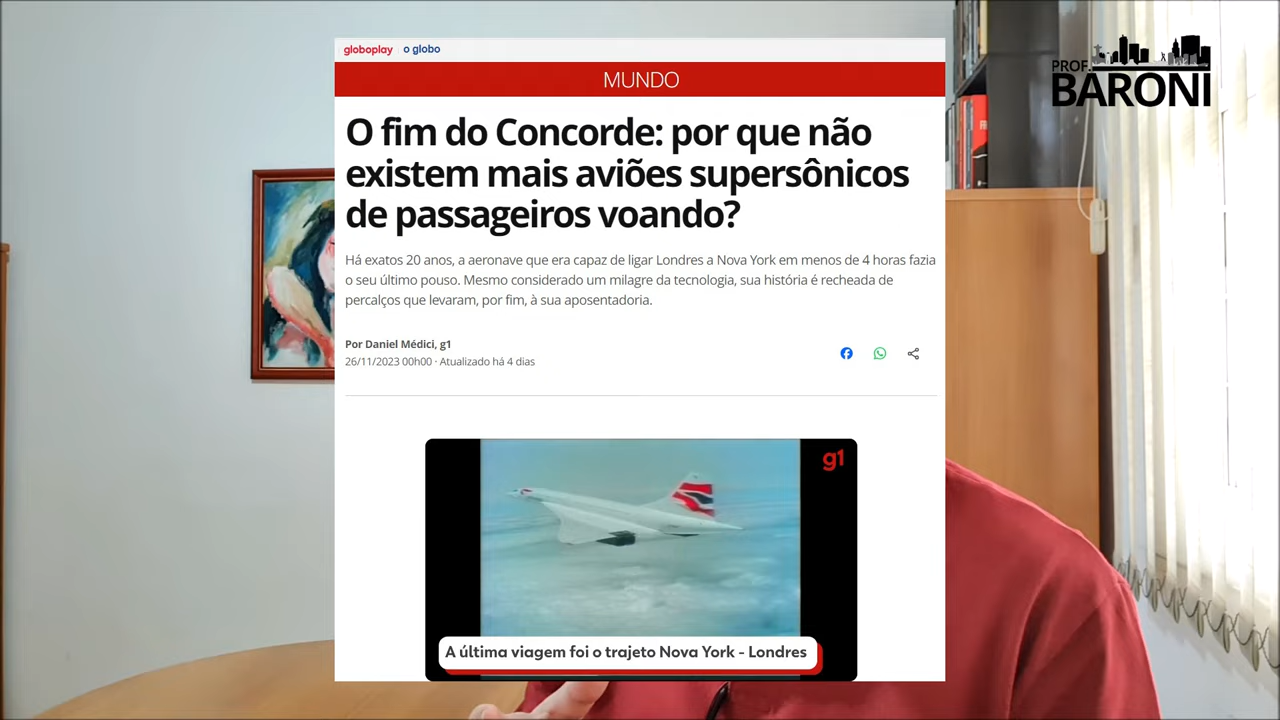 globoplay o globo
MUNDO
PROF.
BARONI
O fim do Concorde: por que não
existem mais aviões supersônicos
de passageiros voando?
Há exatos 20 anos, a aeronave que era capaz de ligar Londres a Nova York em menos de 4 horas fazia
o seu último pouso. Mesmo considerado um milagre da tecnologia, sua história é recheada de
percalços que levaram, por fim, à sua aposentadoria.
Por Daniel Médici, g1
26/11/2023 00h00 · Atualizado há 4 dias
g1
A última viagem foi o trajeto Nova York - Londres